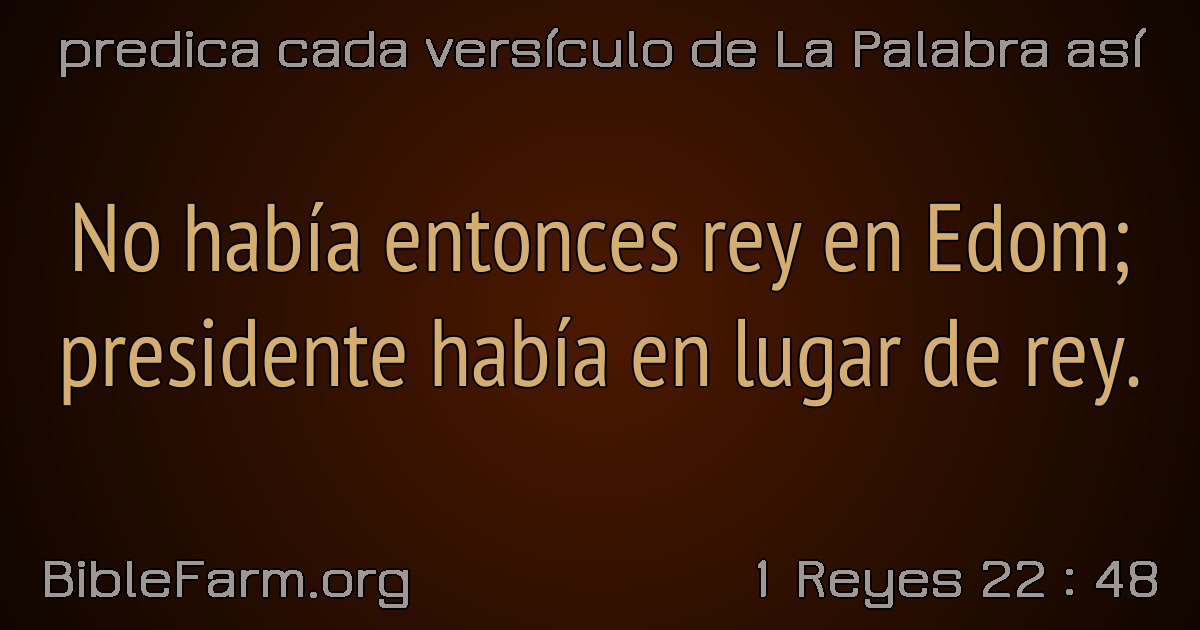 predica cada versículo de La Palabra así
No había entonces rey en Edom;
presidente había en lugar de rey.
BibleFarm.org
1 Reyes 22 : 48